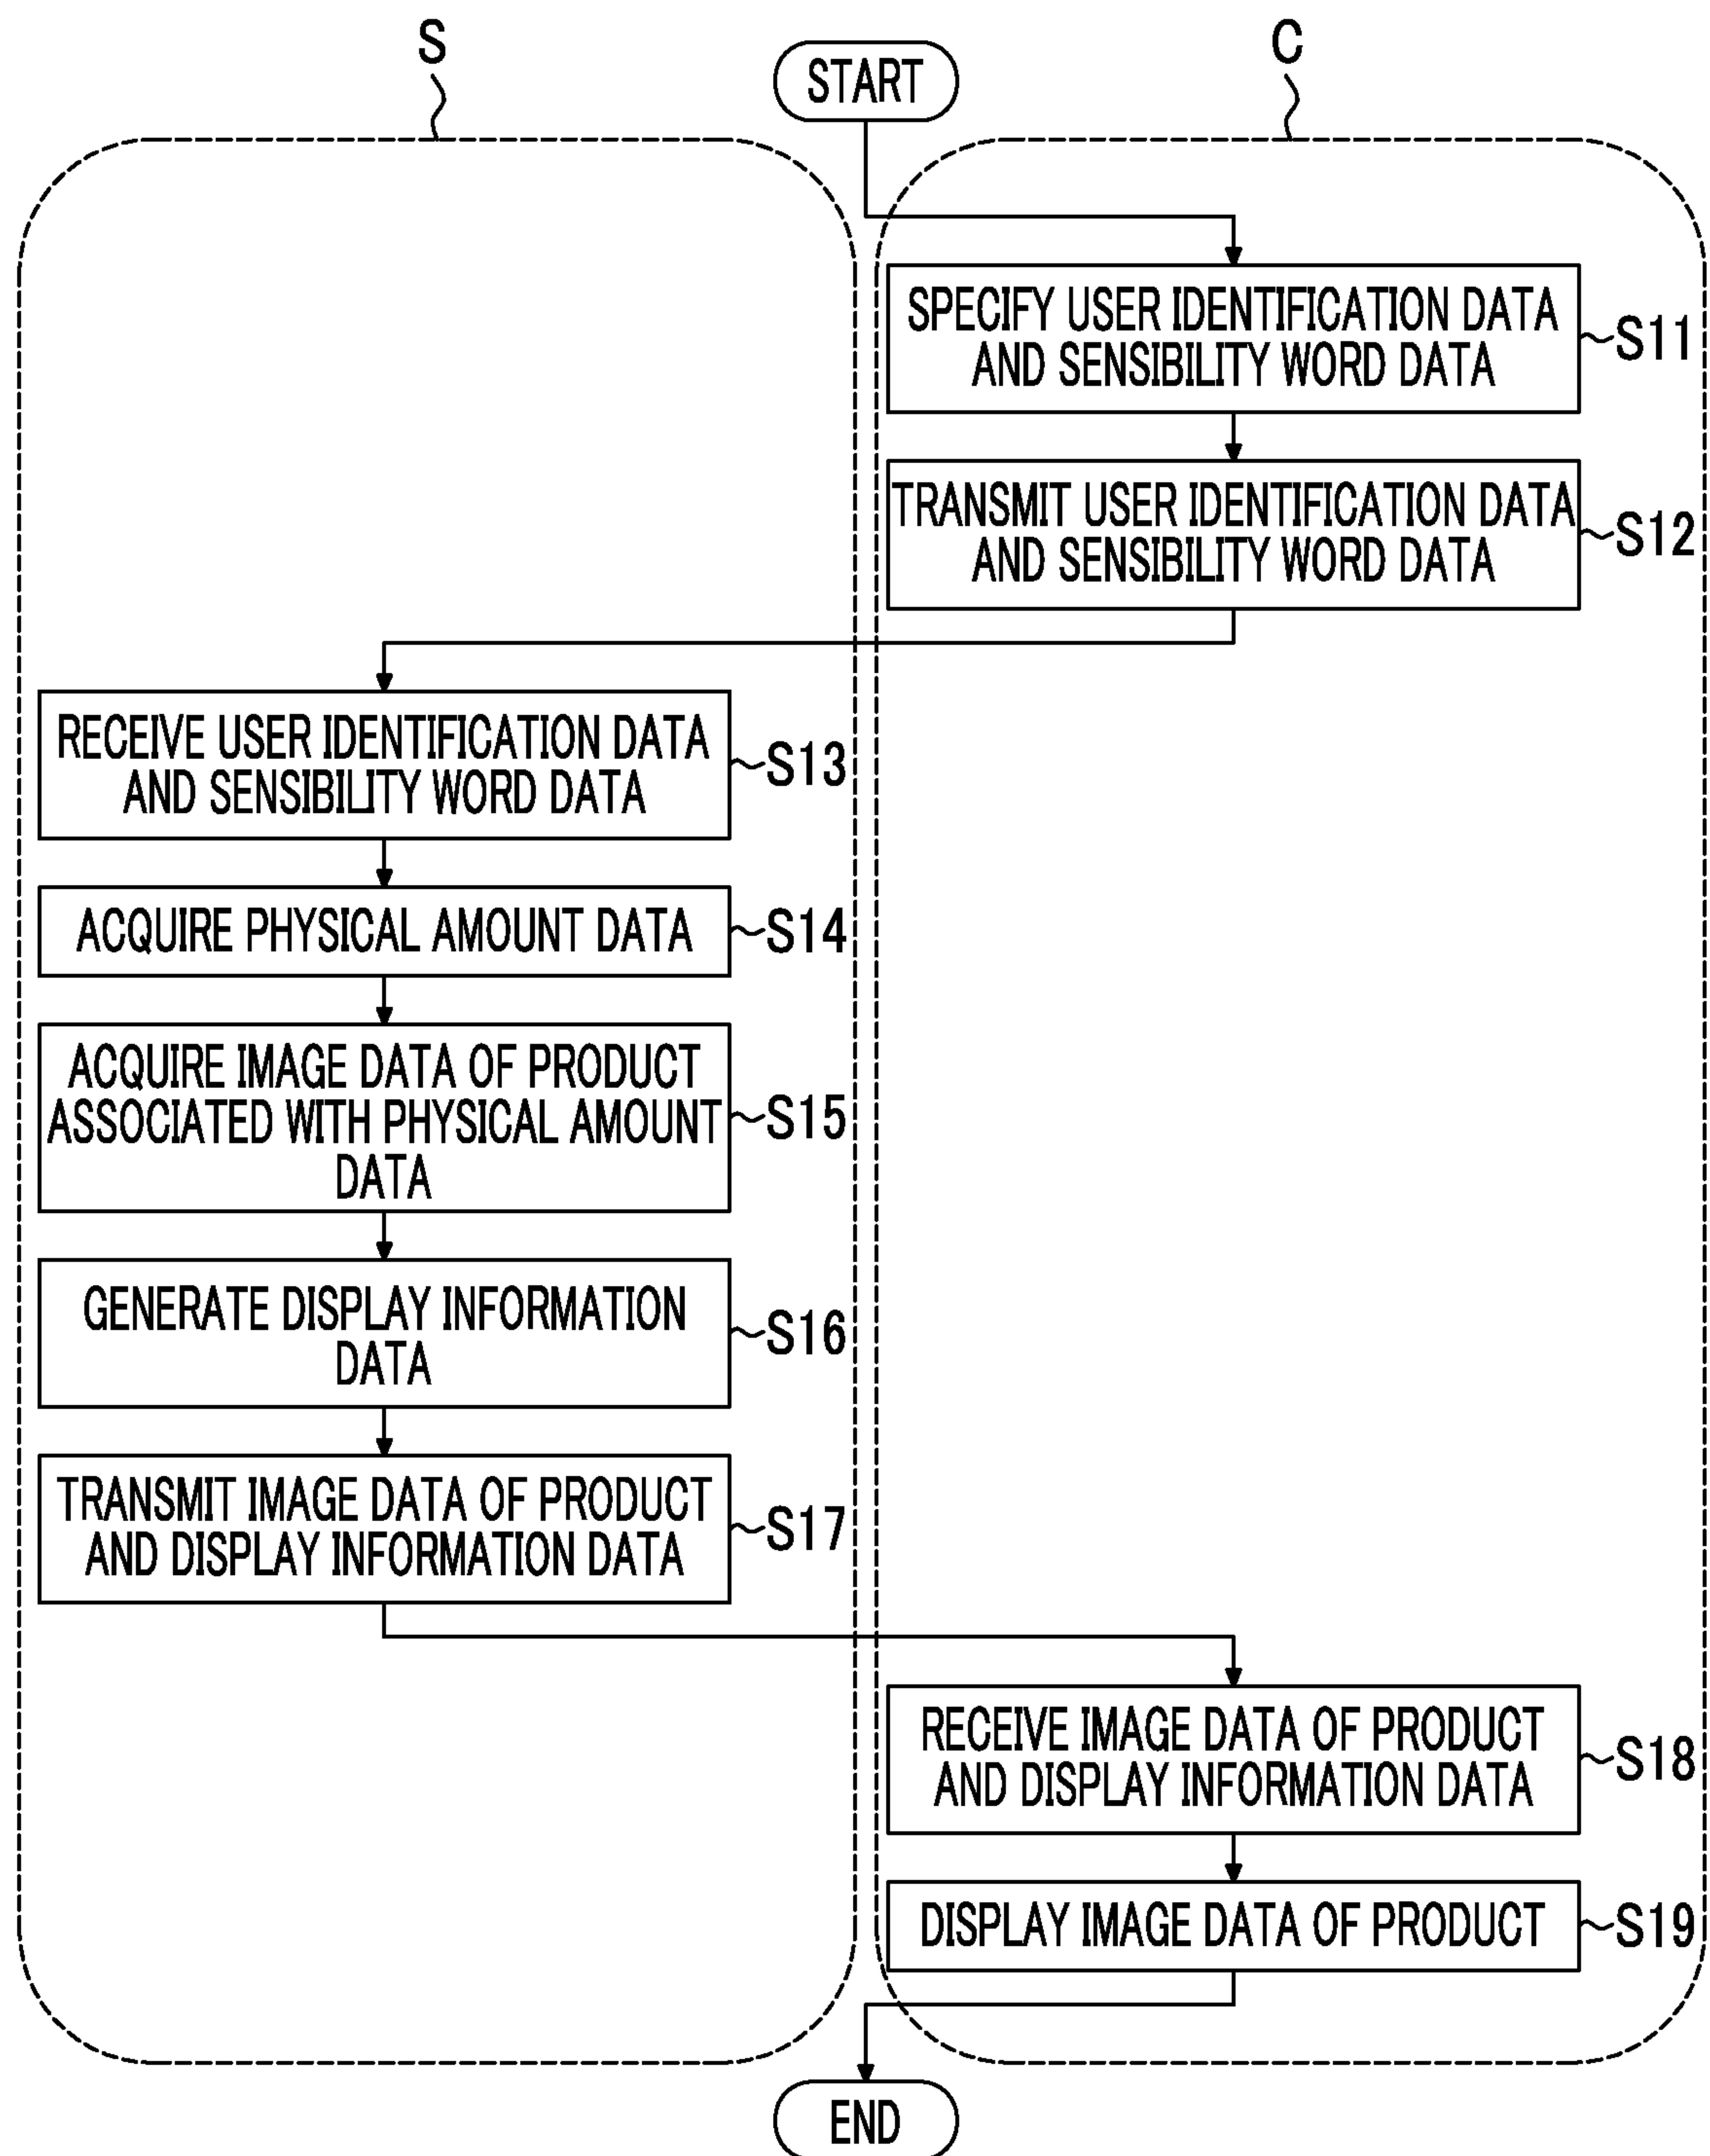 S
START
C
SPECIFY USER IDENTIFICATION DATA
AND SENSIBILITY WORD DATA
S11
TRANSMIT USER IDENTIFICATION DATA
AND SENSIBILITY WORD DATA
S12
RECEIVE USER IDENTIFICATION DATA
AND SENSIBILITY WORD DATA
S13
ACQUIRE PHYSICAL AMOUNT DATA
S14
ACQUIRE IMAGE DATA OF PRODUCT
ASSOCIATED WITH PHYSICAL AMOUNT
DATA
S15
GENERATE DISPLAY INFORMATION
DATA
S16
TRANSMIT IMAGE DATA OF PRODUCT
AND DISPLAY INFORMATION DATA
S17
RECEIVE IMAGE DATA OF PRODUCT
AND DISPLAY INFORMATION DATA
S18
DISPLAY IMAGE DATA OF PRODUCT
S19
END